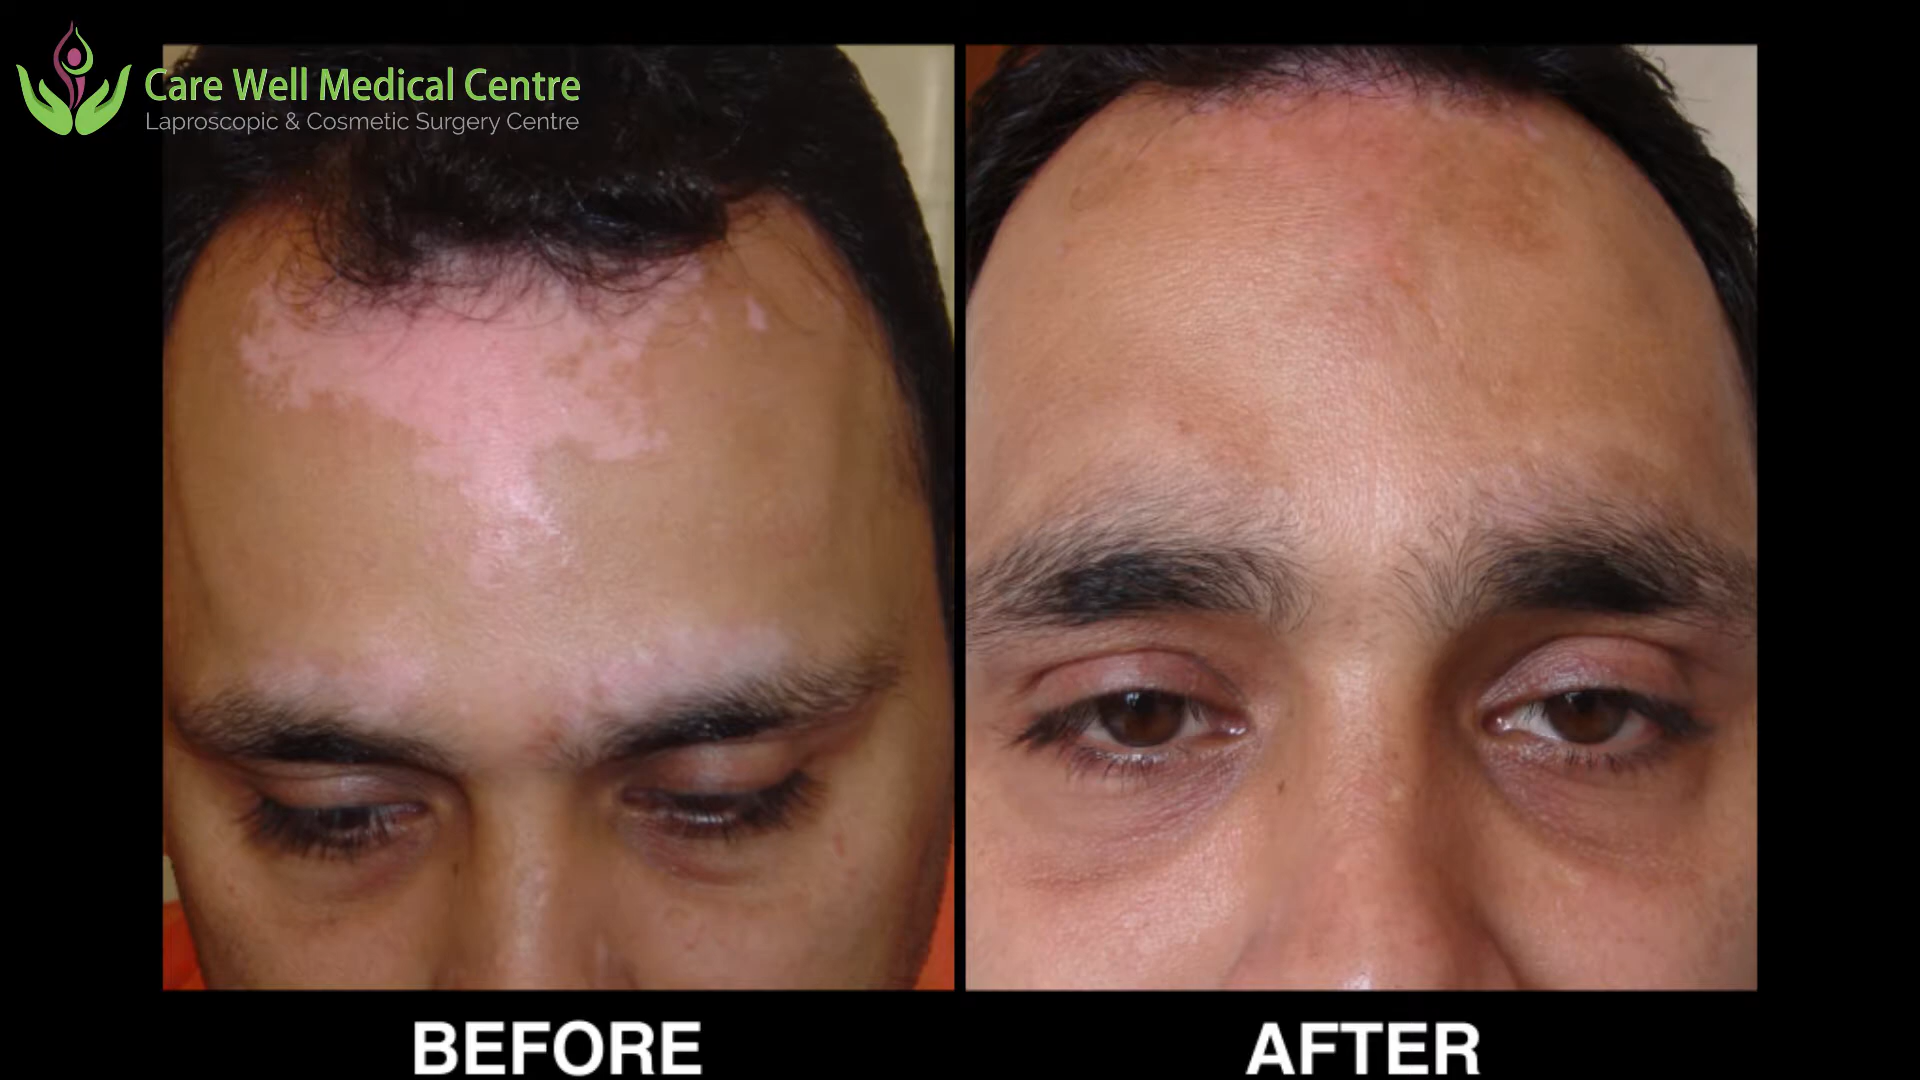 Care Well Medical Centre
Laproscopic & Cosmetic Surgery Centre
BEFORE
AFTER